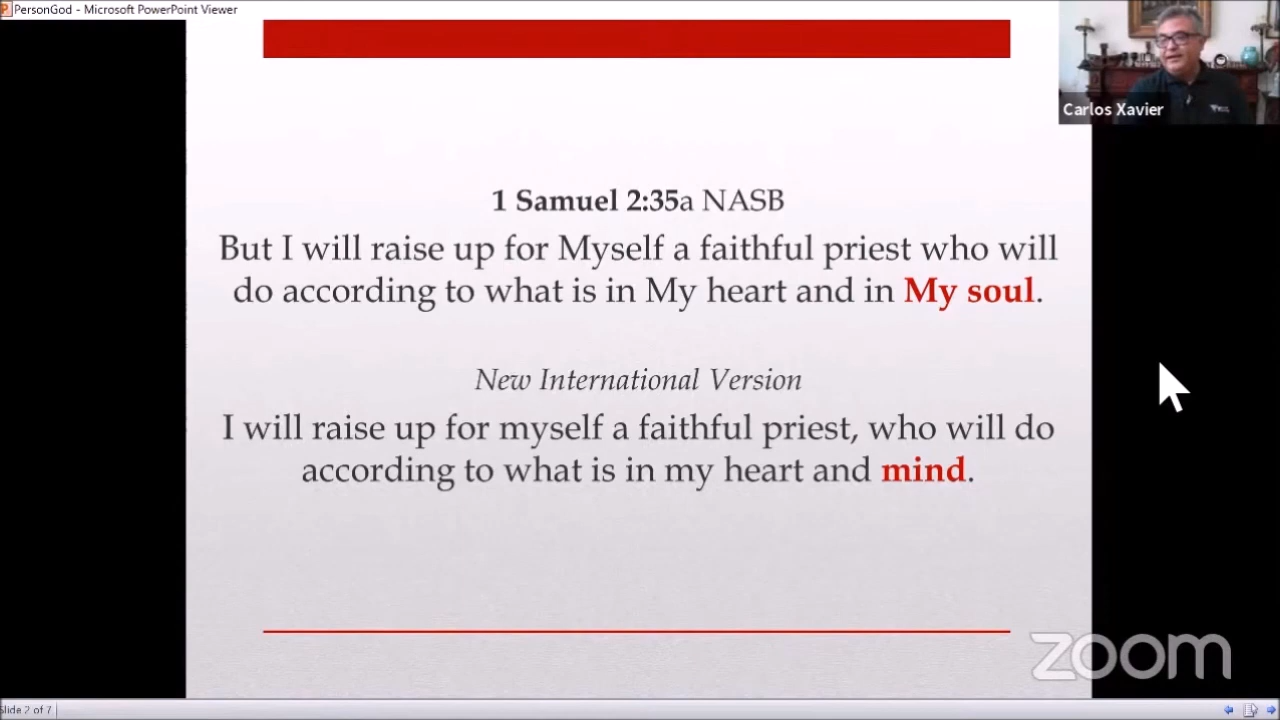 PersonGod - Microsoft PowerPoint Viewer
Carlos Xavier
1 Samuel 2:35a NASB
But I will raise up for Myself a faithful priest who will
do according to what is in My heart and in My soul.
New International Version
I will raise up for myself a faithful priest, who will do
according to what is in my heart and mind.
zoom
Slide 2 of 7